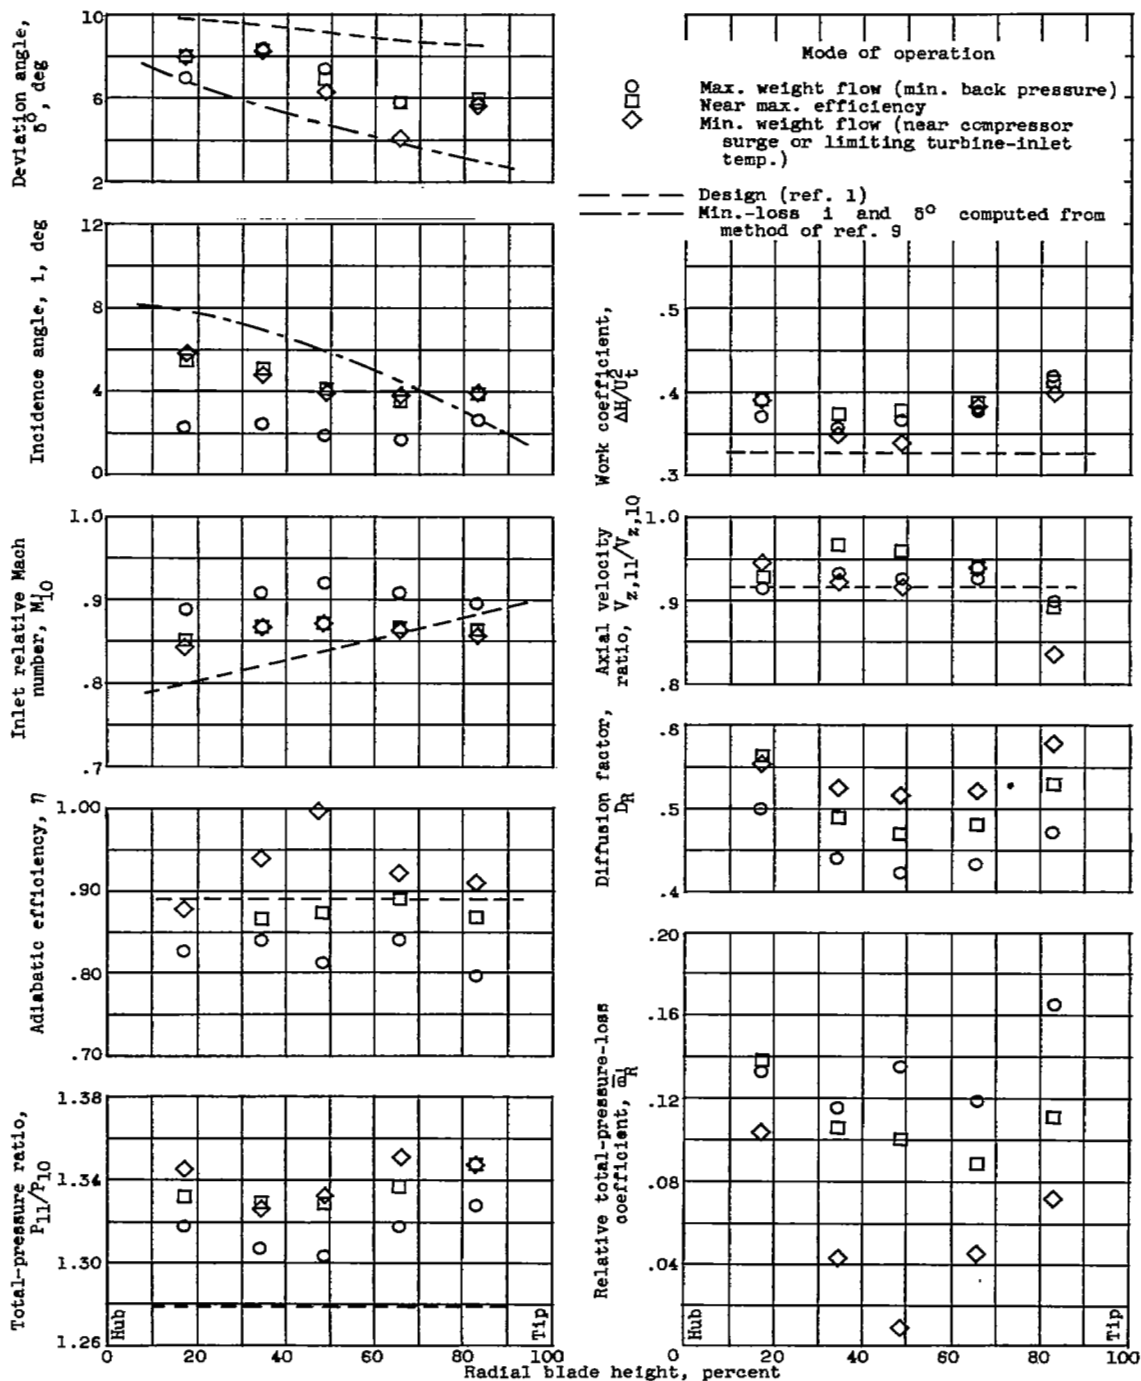 Deviation angle,
δ°, deg
10
6
2
Incidence angle, i, deg
12
8
4
0
Inlet relative Mach
number, M'10
1.0
.9
.8
.7
Adiabatic efficiency, η
1.00
.90
.80
.70
Total-pressure ratio,
P11/P10
1.38
1.34
1.30
1.26
Hub
Tip
0 20 40 60 80 100
Mode of operation
Max. weight flow (min. back pressure)
Near max. efficiency
Min. weight flow (near compressor
surge or limiting turbine-inlet
temp.)
Design (ref. 1)
Min.-loss i and δ° computed from
method of ref. 9
Work coefficient,
ΔH/U²t
.5
.4
.3
Axial velocity
ratio, Vz,11/Vz,10
1.0
.9
.8
Diffusion factor,
DR
.8
.5
.4
Relative total-pressure-loss
coefficient, ω̅'R
.20
.16
.12
.08
.04
Hub
Tip
0 20 40 60 80 100
Radial blade height, percent